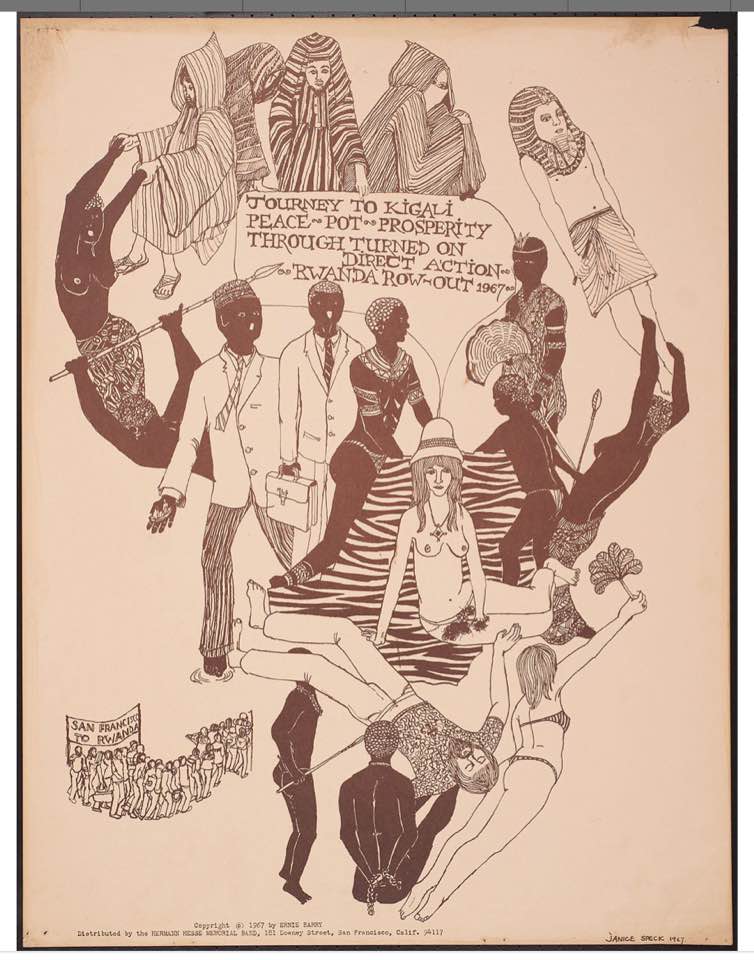 JOURNEY TO KIGALI
PEACE ~ POT ~ PROSPERITY
THROUGH TURNED ON
DIRECT ACTION
RWANDA ROW-OUT 1967
SAN FRANCISCO
TO RWANDA
Copyright © 1967 by ERNIE BARRY
Distributed by the HERMANN HESSE MEMORIAL BAND, 181 Downey Street, San Francisco, Calif. 94117
JANICE SPECK 1967